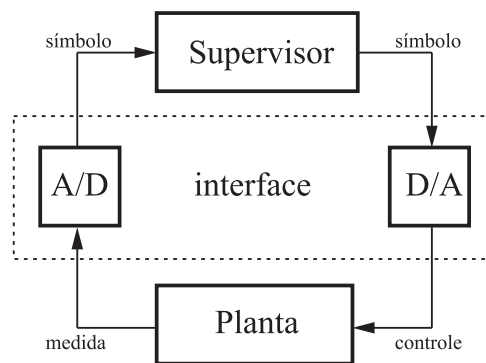 símbolo
Supervisor
símbolo
A/D
interface
D/A
medida
Planta
controle